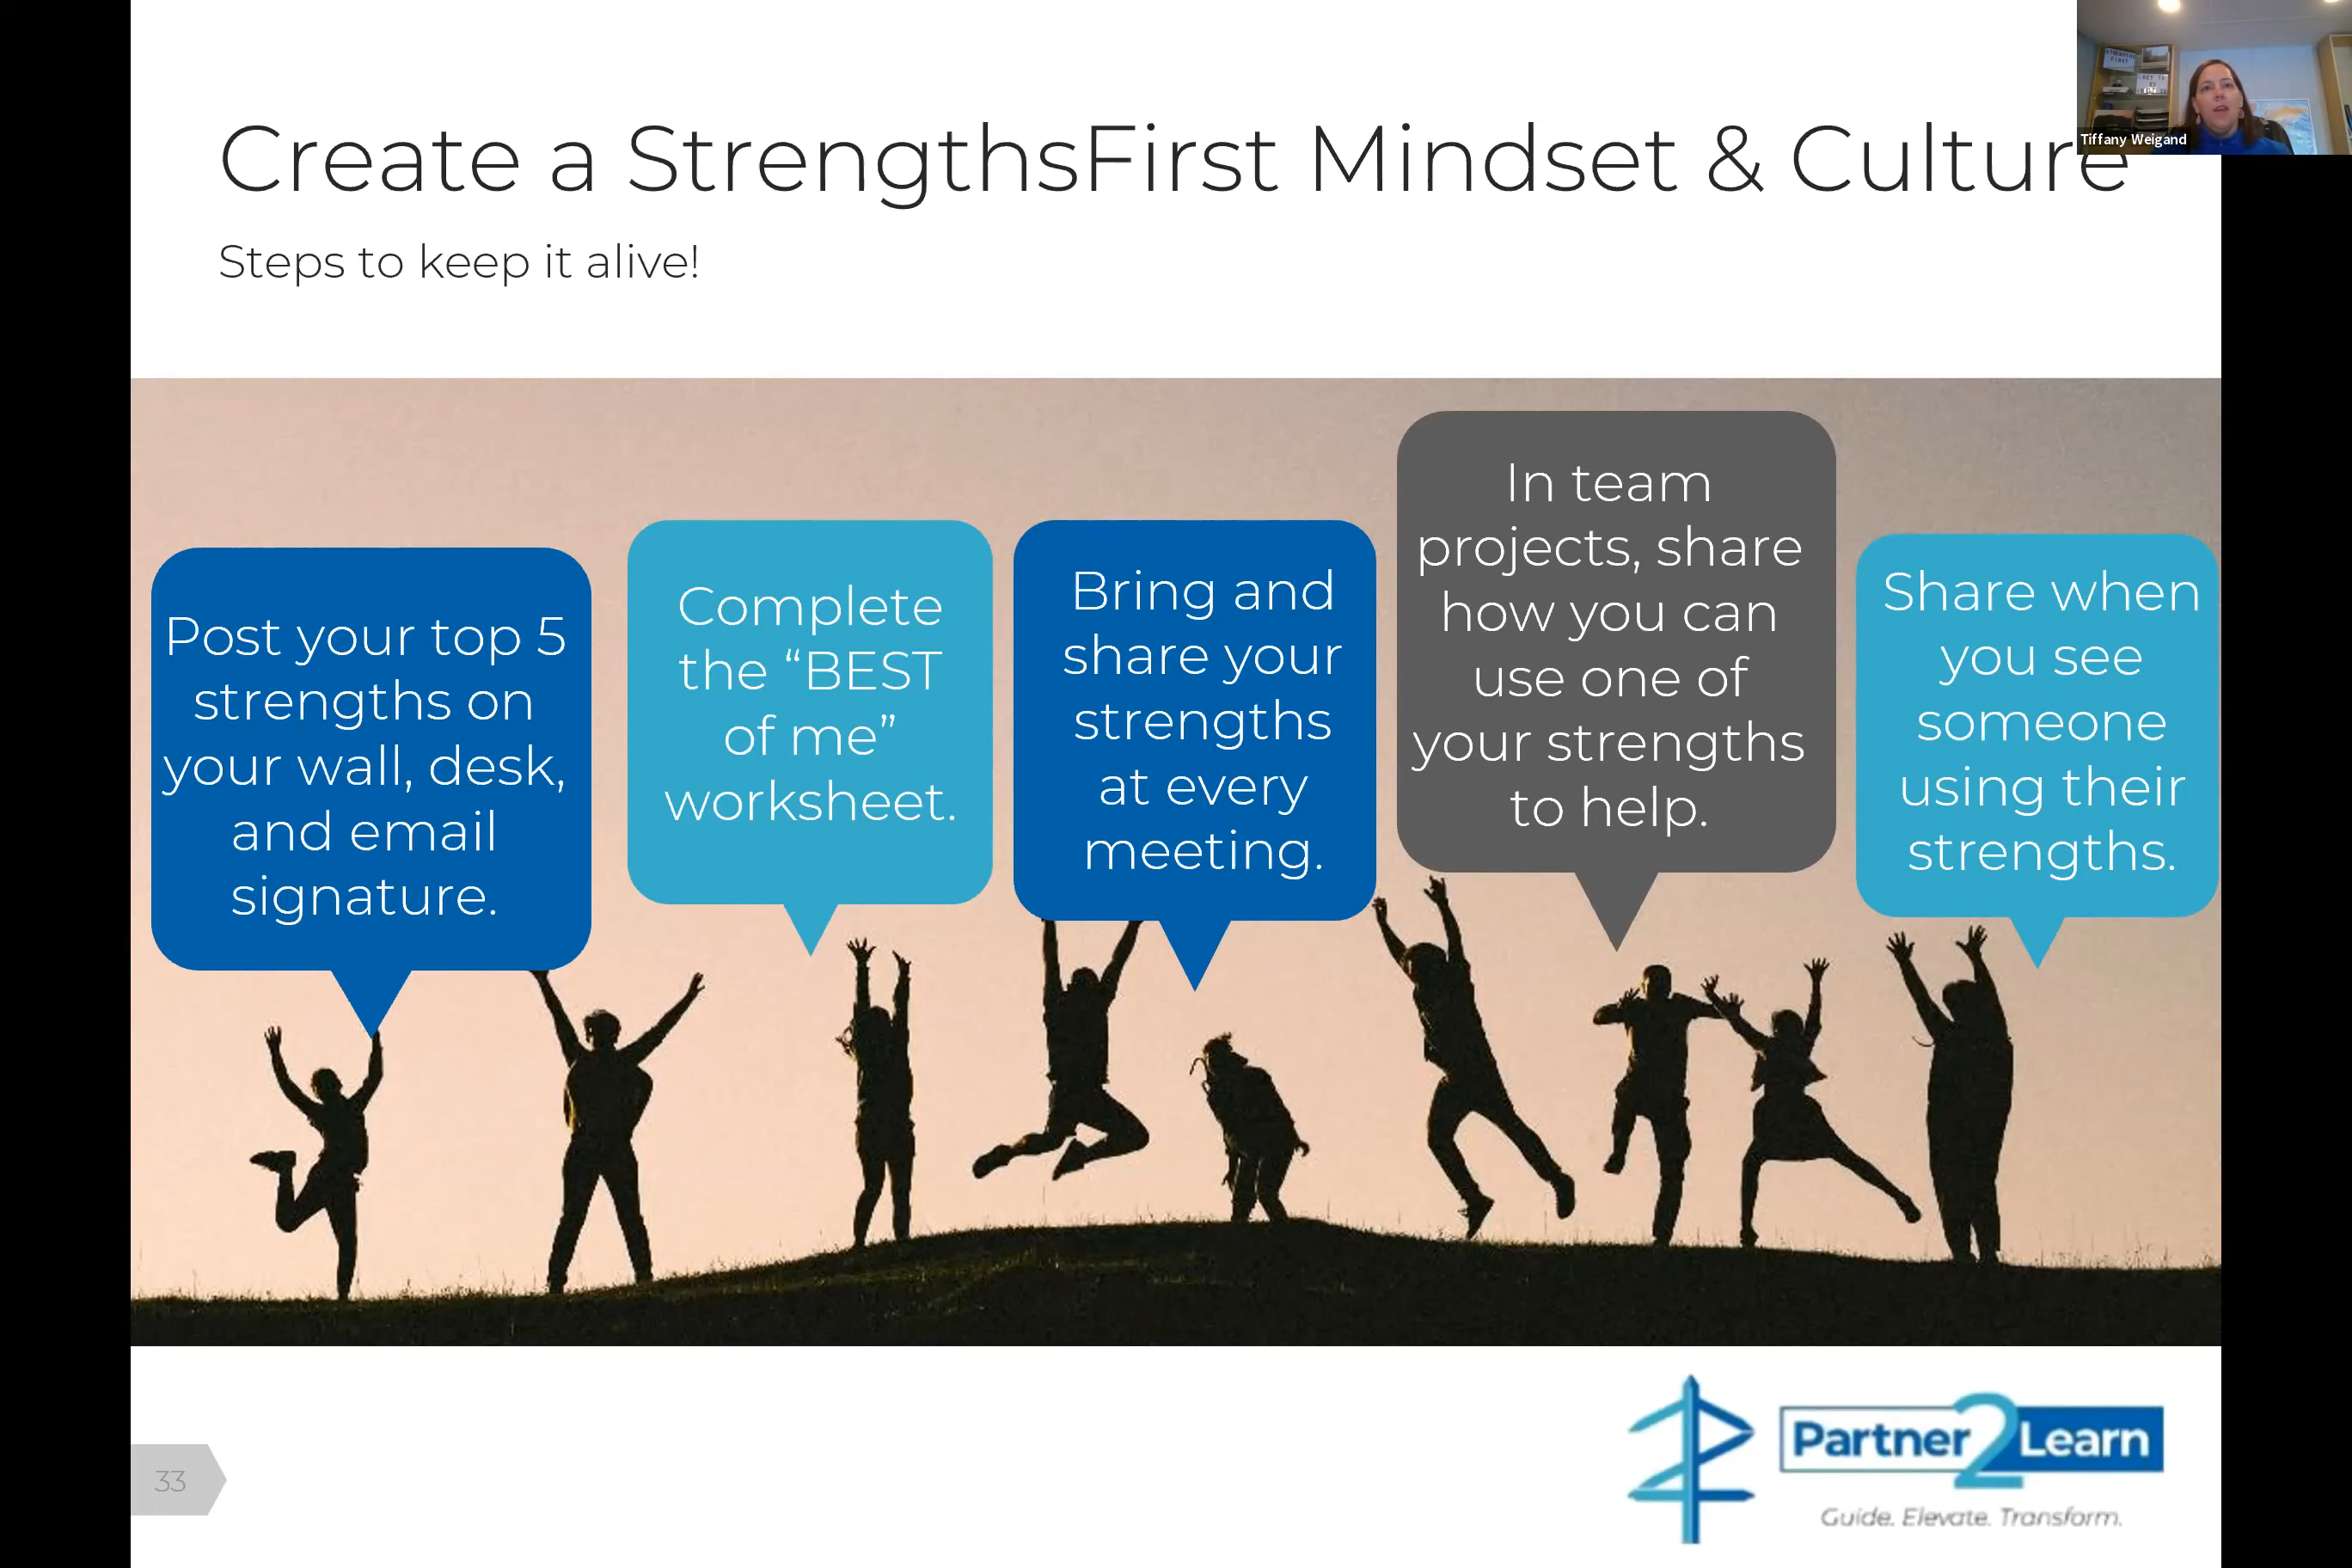 Create a StrengthsFirst Mindset & Culture
Steps to keep it alive!
Tiffany Weigand
Post your top 5
strengths on
your wall, desk,
and email
signature.
Complete
the “BEST
of me”
worksheet.
Bring and
share your
strengths
at every
meeting.
In team
projects, share
how you can
use one of
your strengths
to help.
Share when
you see
someone
using their
strengths.
33
Partner2Learn
Guide. Elevate. Transform.